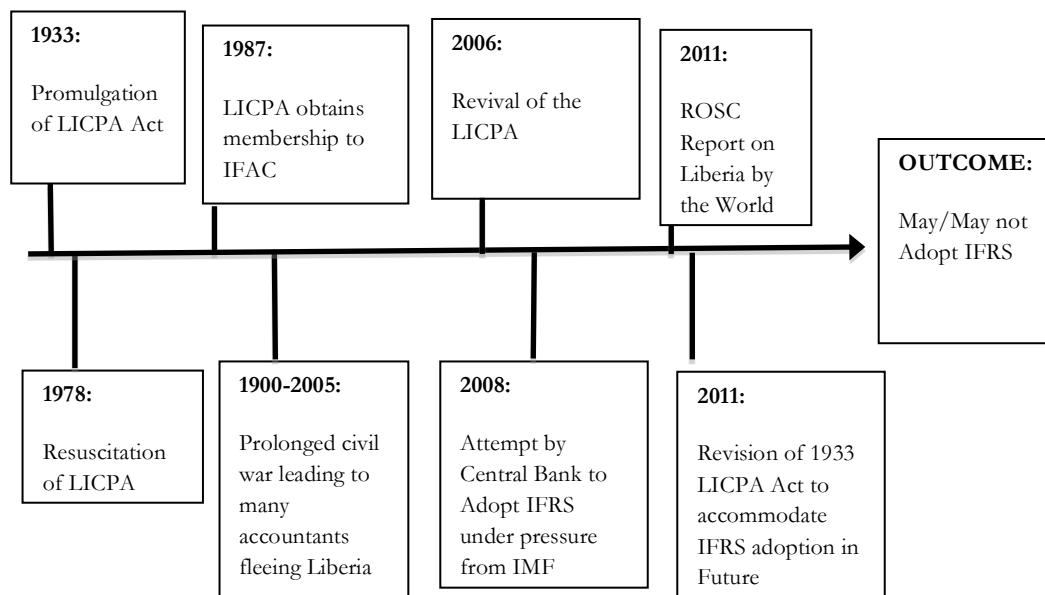 1933:
Promulgation
of LICPA Act
1987:
LICPA obtains
membership to
IFAC
2006:
Revival of the
LICPA
2011:
ROSC
Report on
Liberia by
the World
OUTCOME:
May/May not
Adopt IFRS
1978:
Resuscitation
of LICPA
1900-2005:
Prolonged civil
war leading to
many
accountants
fleeing Liberia
2008:
Attempt by
Central Bank to
Adopt IFRS
under pressure
from IMF
2011:
Revision of 1933
LICPA Act to
accommodate
IFRS adoption in
Future